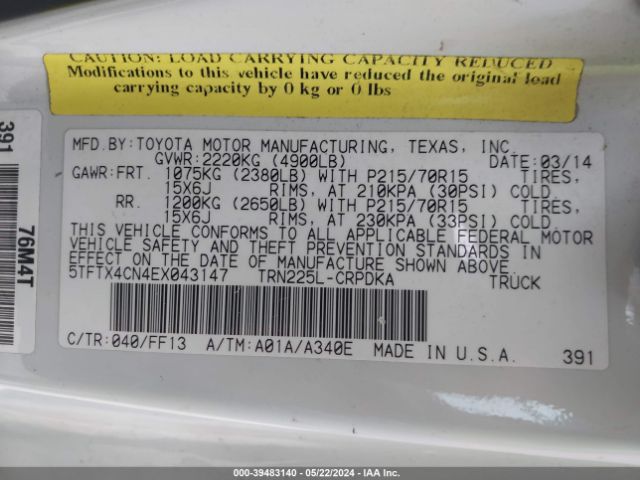 CAUTION: LOAD CARRYING CAPACITY REDUCED
Modifications to this vehicle have reduced the original load
carrying capacity by 0 kg or 0 lbs
MFD.BY:TOYOTA MOTOR MANUFACTURING, TEXAS, INC.
GVWR:2220KG (4900LB) DATE:03/14
GAWR:FRT. 1075KG (2380LB) WITH P215/70R15 TIRES,
15X6J RIMS, AT 210KPA (30PSI) COLD
RR. 1200KG (2650LB) WITH P215/70R15 TIRES,
15X6J RIMS, AT 230KPA (33PSI) COLD
THIS VEHICLE CONFORMS TO ALL APPLICABLE FEDERAL MOTOR
VEHICLE SAFETY AND THEFT PREVENTION STANDARDS IN
EFFECT ON THE DATE OF MANUFACTURE SHOWN ABOVE.
5TFTX4CN4EX043147 TRN225L-CRPDKA TRUCK
C/TR:040/FF13 A/TM:A01A/A340E MADE IN U.S.A. 391
391
76M4T
000-39483140 - 05/22/2024 - IAAI.COM